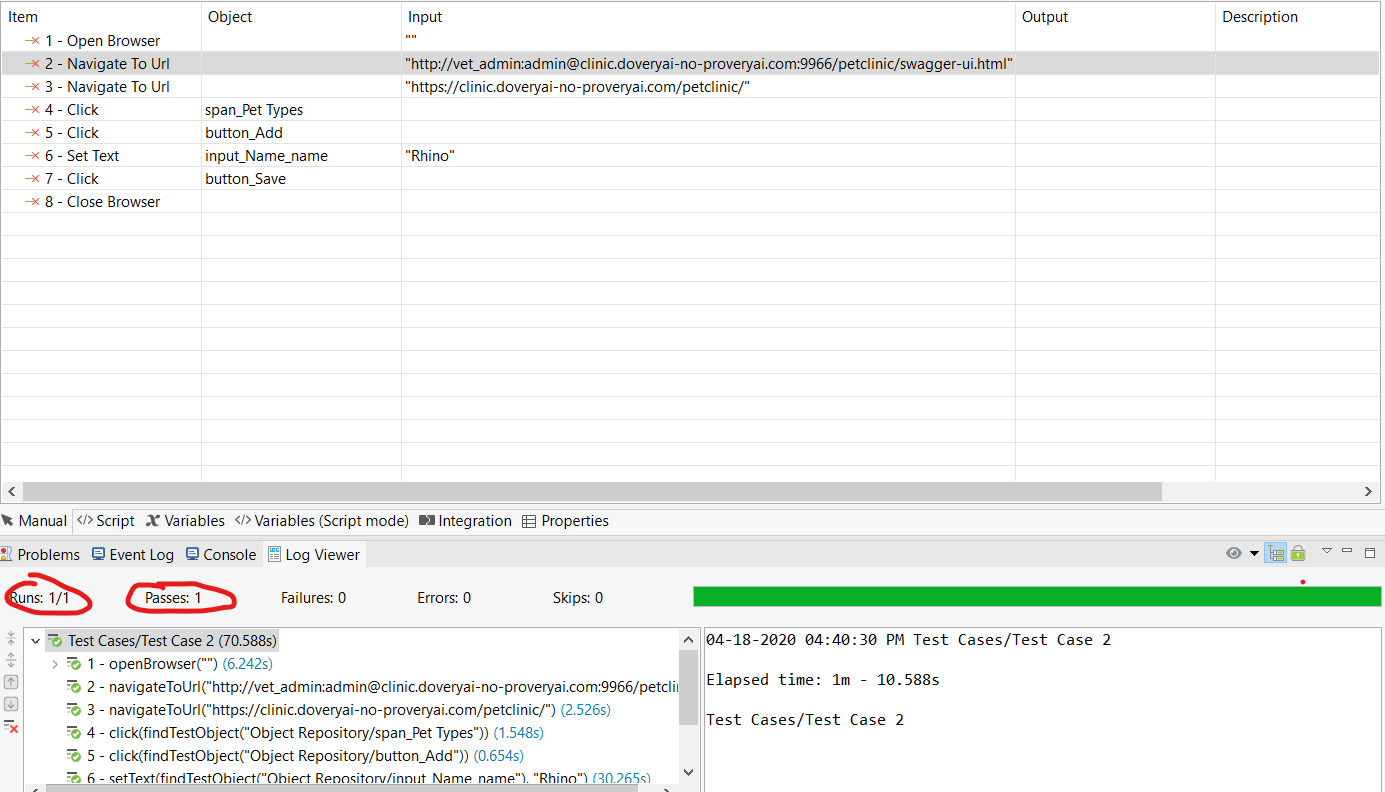 Item Object Input Output Description
1 - Open Browser ""
2 - Navigate To Url "http://vet_admin:admin@clinic.doveryai-no-proveryai.com:9966/petclinic/swagger-ui.html"
3 - Navigate To Url "https://clinic.doveryai-no-proveryai.com/petclinic/"
4 - Click span_Pet Types
5 - Click button_Add
6 - Set Text input_Name_name "Rhino"
7 - Click button_Save
8 - Close Browser
Manual </> Script Variables </> Variables (Script mode) Integration Properties
Problems Event Log Console Log Viewer
Runs: 1/1 Passes: 1 Failures: 0 Errors: 0 Skips: 0
Test Cases/Test Case 2 (70.588s)
1 - openBrowser("") (6.242s)
2 - navigateToUrl("http://vet_admin:admin@clinic.doveryai-no-proveryai.com:9966/petcli
3 - navigateToUrl("https://clinic.doveryai-no-proveryai.com/petclinic/") (2.526s)
4 - click(findTestObject("Object Repository/span_Pet Types")) (1.548s)
5 - click(findTestObject("Object Repository/button_Add")) (0.654s)
6 - setText(findTestObject("Object Repository/input_Name_name"), "Rhino") (30.265s)
04-18-2020 04:40:30 PM Test Cases/Test Case 2
Elapsed time: 1m - 10.588s
Test Cases/Test Case 2